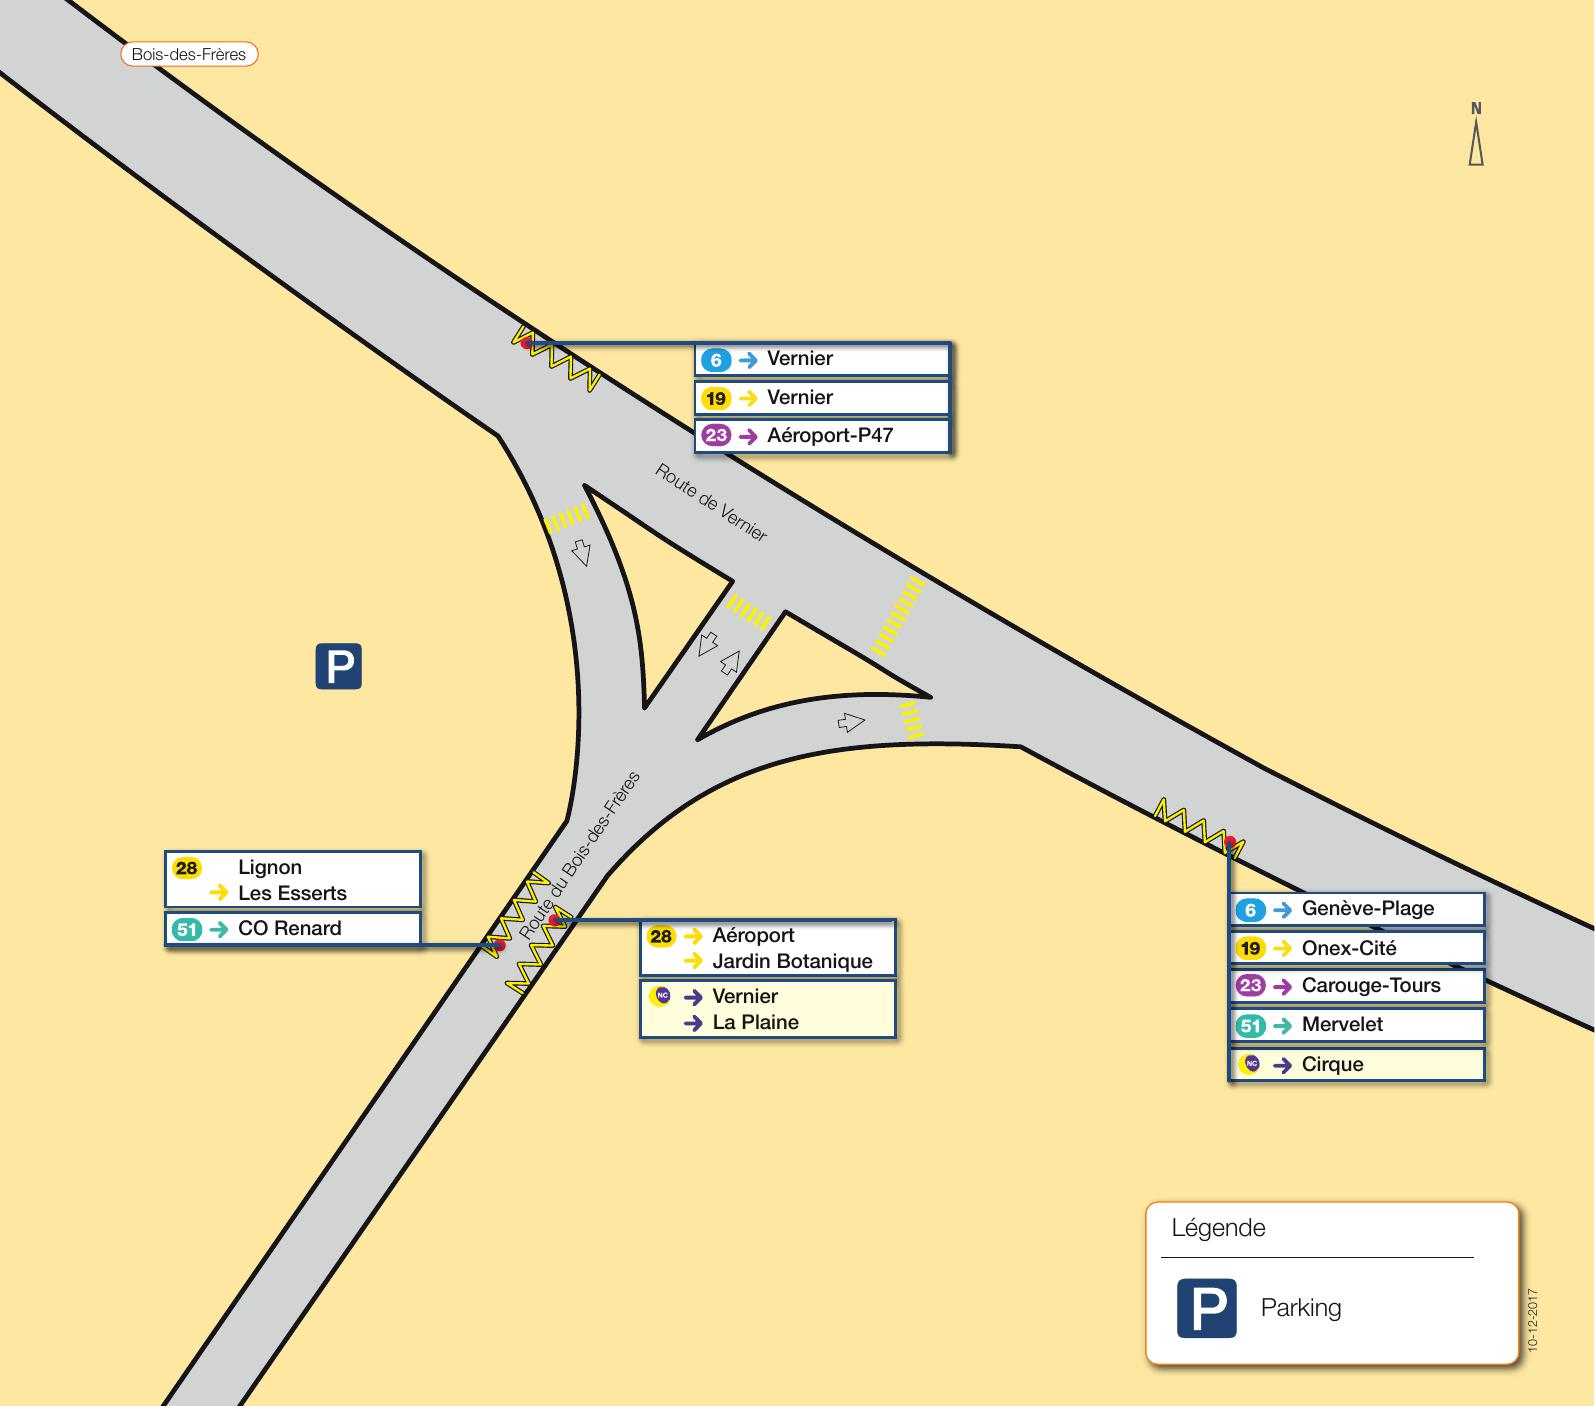 Bois-des-Frères
N
6 Vernier
19 Vernier
23 Aéroport-P47
Route de Vernier
P
Route du Bois-des-Frères
28 Lignon
Les Esserts
51 CO Renard
28 Aéroport
Jardin Botanique
NC Vernier
La Plaine
6 Genève-Plage
19 Onex-Cité
23 Carouge-Tours
51 Mervelet
NC Cirque
Légende
P Parking
10-12-2017